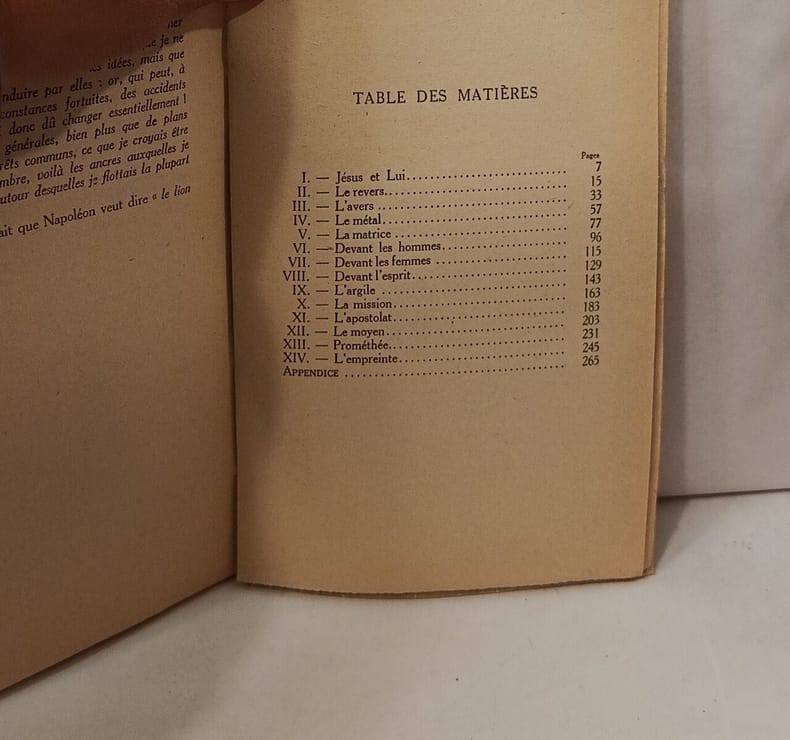 je ne
idées, mais que
nduire par elles : or, qui peut, à
constances fortuites, des accidents
donc dû changer essentiellement !
générales, bien plus que de plans
rêts communs, ce que je croyais être
mbre, voilà les ancres auxquelles je
utour desquelles je flottais la plupart
ait que Napoléon veut dire « le lion
TABLE DES MATIÈRES
Pages
I. — Jésus et Lui. 7
II. — Le revers. 15
III. — L'avers 33
IV. — Le métal. 57
V. — La matrice 77
VI. — Devant les hommes. 96
VII. — Devant les femmes 115
VIII. — Devant l'esprit. 129
IX. — L'argile 143
X. — La mission. 163
XI. — L'apostolat. 183
XII. — Le moyen. 203
XIII. — Prométhée. 231
XIV. — L'empreinte. 245
APPENDICE 265